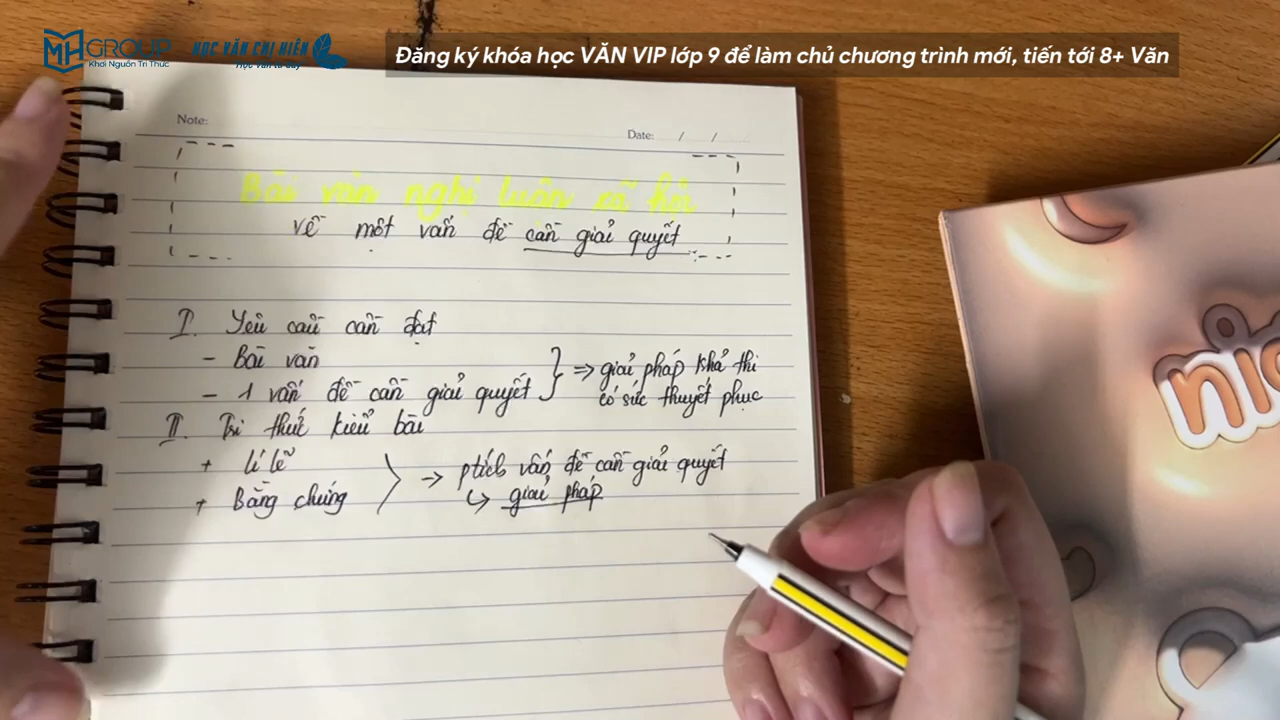 MH GROUP
Khơi Nguồn Tri Thức
HỌC VĂN CHỊ HIÊN
Học văn tư duy
Đăng ký khóa học VĂN VIP lớp 9 để làm chủ chương trình mới, tiến tới 8+ Văn
Note:
Date: / /
Bài văn nghị luận xã hội
về một vấn đề cần giải quyết
I. Yêu cầu cần đạt
- Bài văn
- 1 vấn đề cần giải quyết } => giải pháp khả thi
có sức thuyết phục
II. Tri thức kiểu bài
+ lí lẽ
+ Bằng chứng
→ ptích vấn đề cần giải quyết
↳ giải pháp